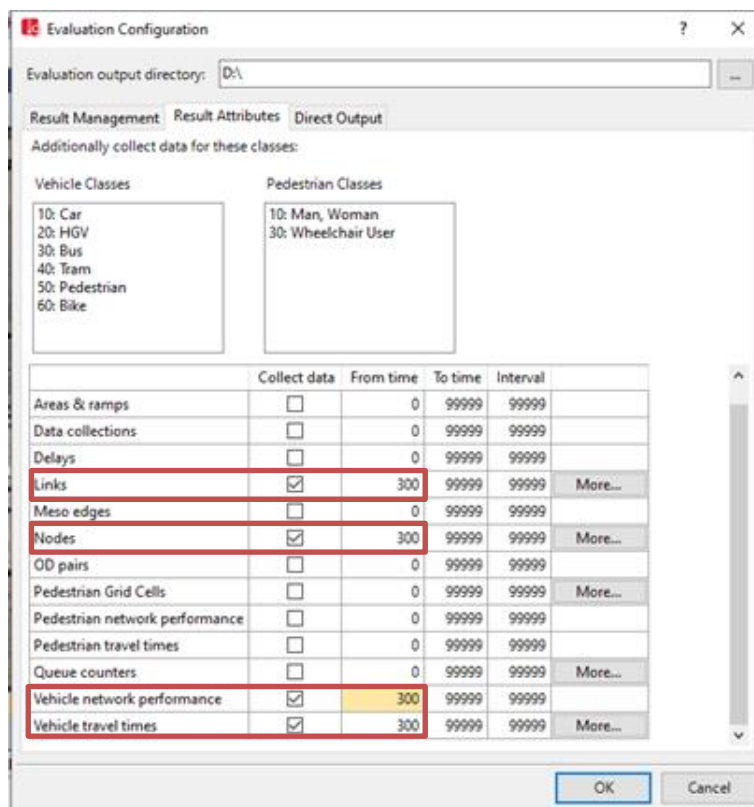 Evaluation Configuration ? ×
Evaluation output directory: D:\ ...
Result Management Result Attributes Direct Output
Additionally collect data for these classes:
Vehicle Classes Pedestrian Classes
10: Car 10: Man, Woman
20: HGV 30: Wheelchair User
30: Bus
40: Tram
50: Pedestrian
60: Bike
Collect data From time To time Interval
Areas & ramps 0 99999 99999
Data collections 0 99999 99999
Delays 0 99999 99999
Links 300 99999 99999 More...
Meso edges 0 99999 99999
Nodes 300 99999 99999 More...
OD pairs 0 99999 99999
Pedestrian Grid Cells 0 99999 99999 More...
Pedestrian network performance 0 99999 99999
Pedestrian travel times 0 99999 99999
Queue counters 0 99999 99999 More...
Vehicle network performance 300 99999 99999
Vehicle travel times 300 99999 99999 More...
OK Cancel